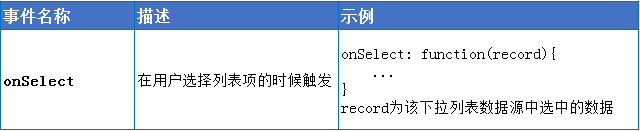 事件名称 描述 示例
onSelect 在用户选择列表项的时候触发
onSelect: function(record){
...
}
record为该下拉列表数据源中选中的数据